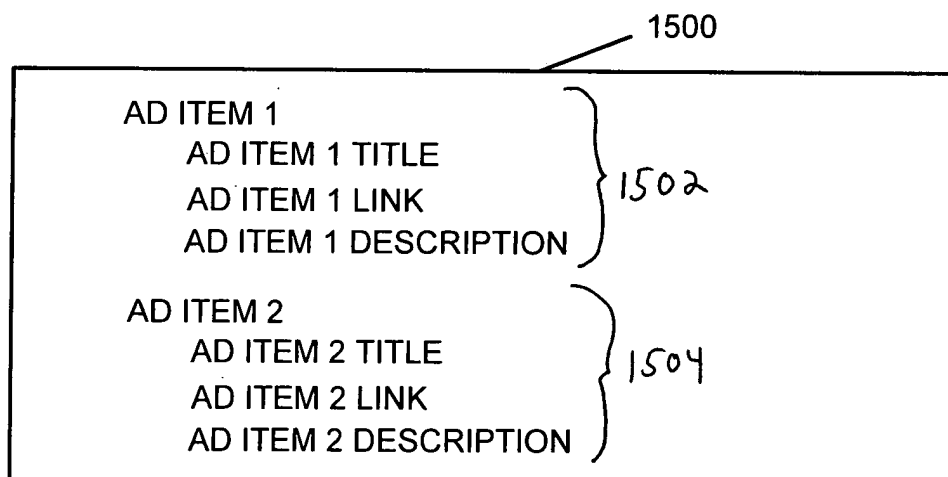 1500
AD ITEM 1
AD ITEM 1 TITLE
AD ITEM 1 LINK
AD ITEM 1 DESCRIPTION
1502
AD ITEM 2
AD ITEM 2 TITLE
AD ITEM 2 LINK
AD ITEM 2 DESCRIPTION
1504